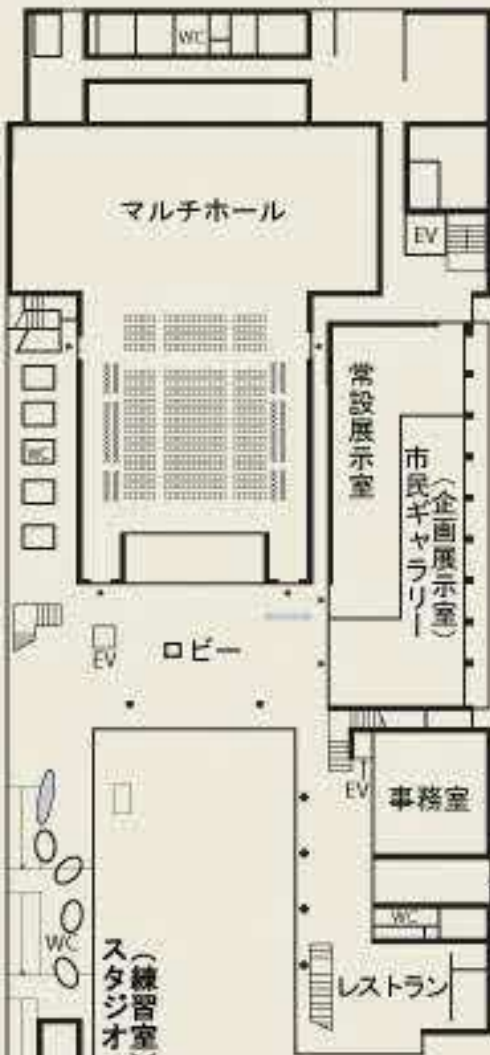 WC
マルチホール
EV
常設展示室
（企画展示室）
市民ギャラリー
WC
ロビー
EV
EV
事務室
WC
WC
（練習室）
スタジオ
レストラン